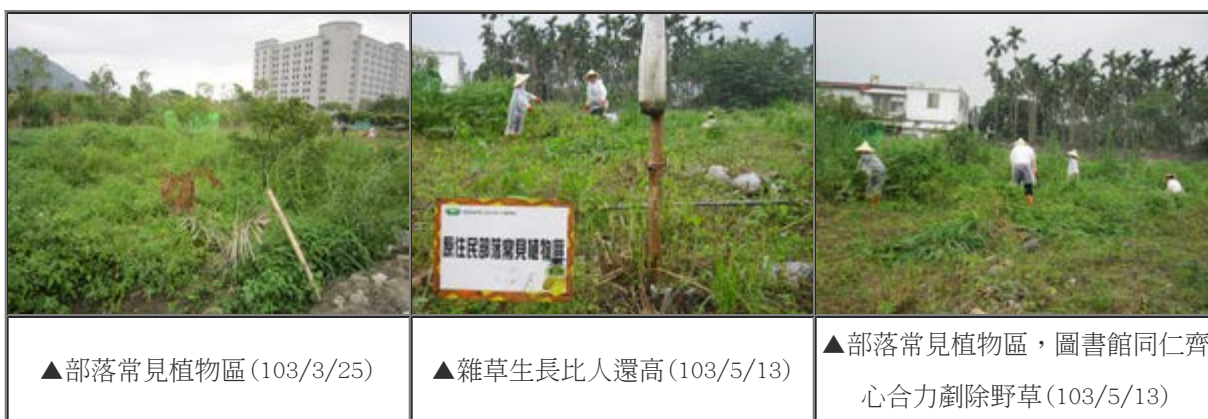 原住民部落常見植物區
▲部落常見植物區(103/3/25)
▲雜草生長比人還高(103/5/13)
▲部落常見植物區，圖書館同仁齊
心合力剷除野草(103/5/13)